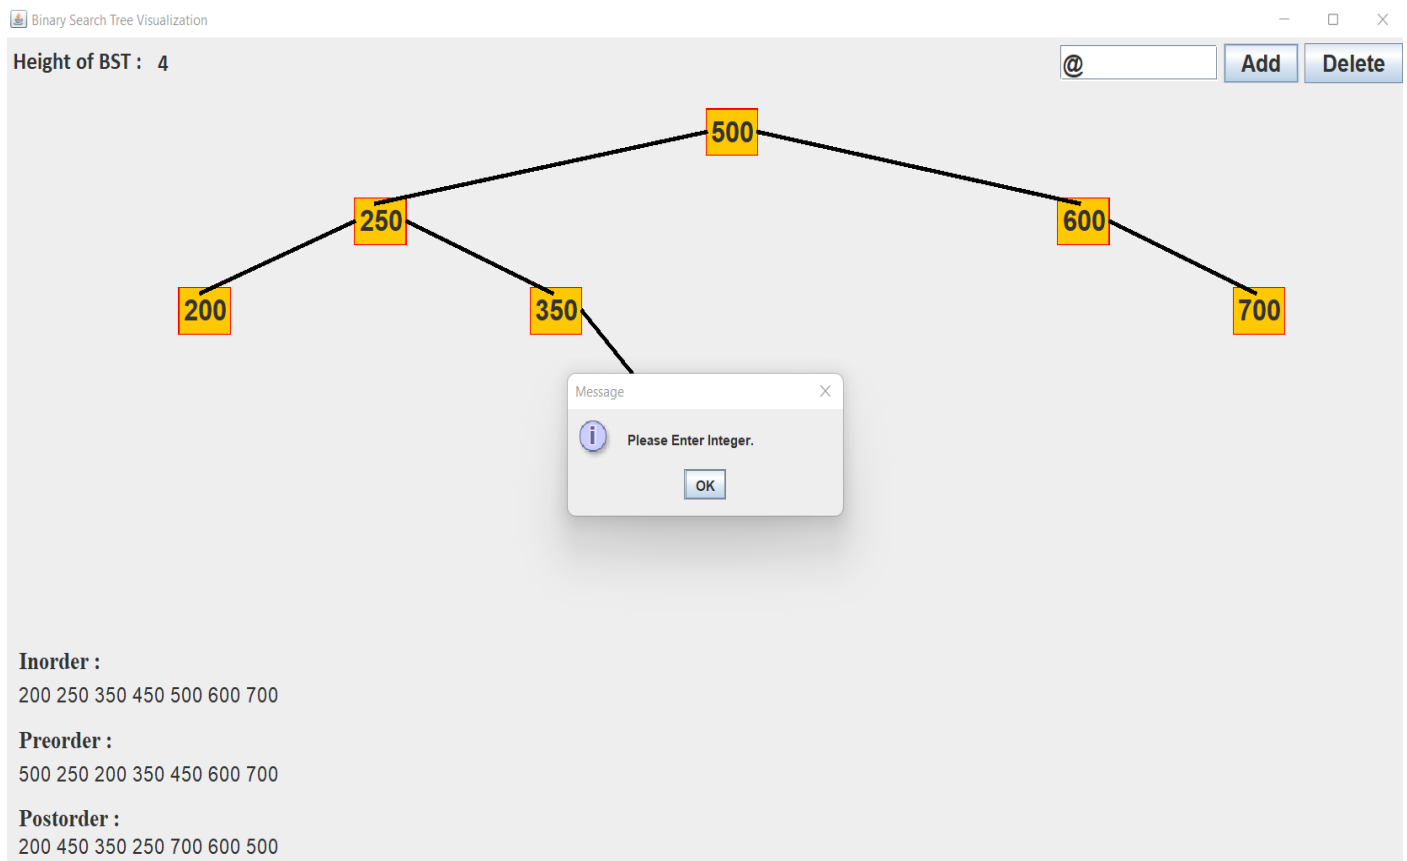 Binary Search Tree Visualization
Height of BST : 4
@ Add Delete
500
250 600
200 350 700
Message
i Please Enter Integer.
OK
Inorder :
200 250 350 450 500 600 700
Preorder :
500 250 200 350 450 600 700
Postorder :
200 450 350 250 700 600 500